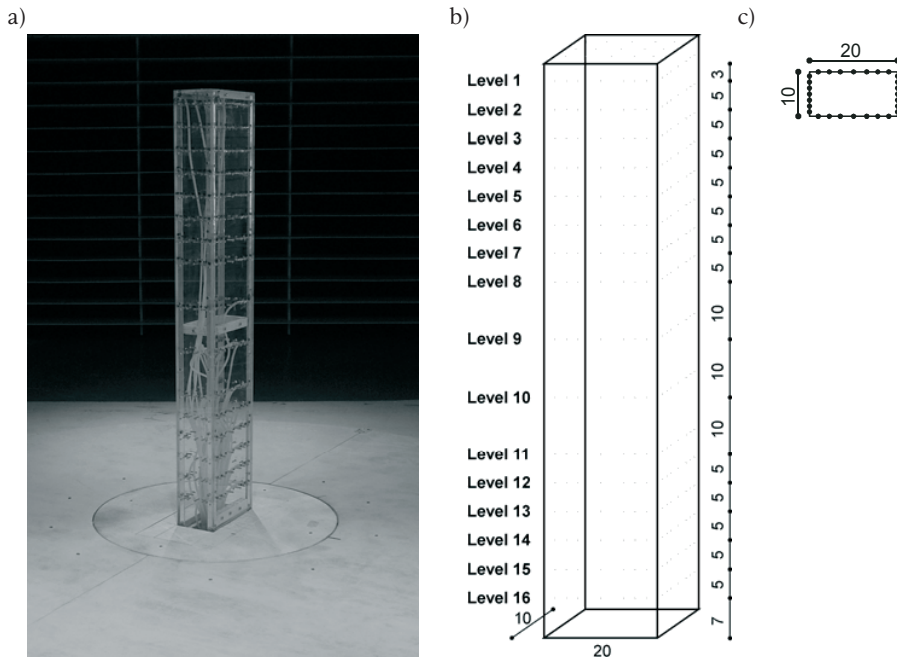 a)
b)
c)
20
10
Level 1
Level 2
Level 3
Level 4
Level 5
Level 6
Level 7
Level 8
Level 9
Level 10
Level 11
Level 12
Level 13
Level 14
Level 15
Level 16
3
5
5
5
5
5
5
5
10
10
10
5
5
5
5
5
7
10
20